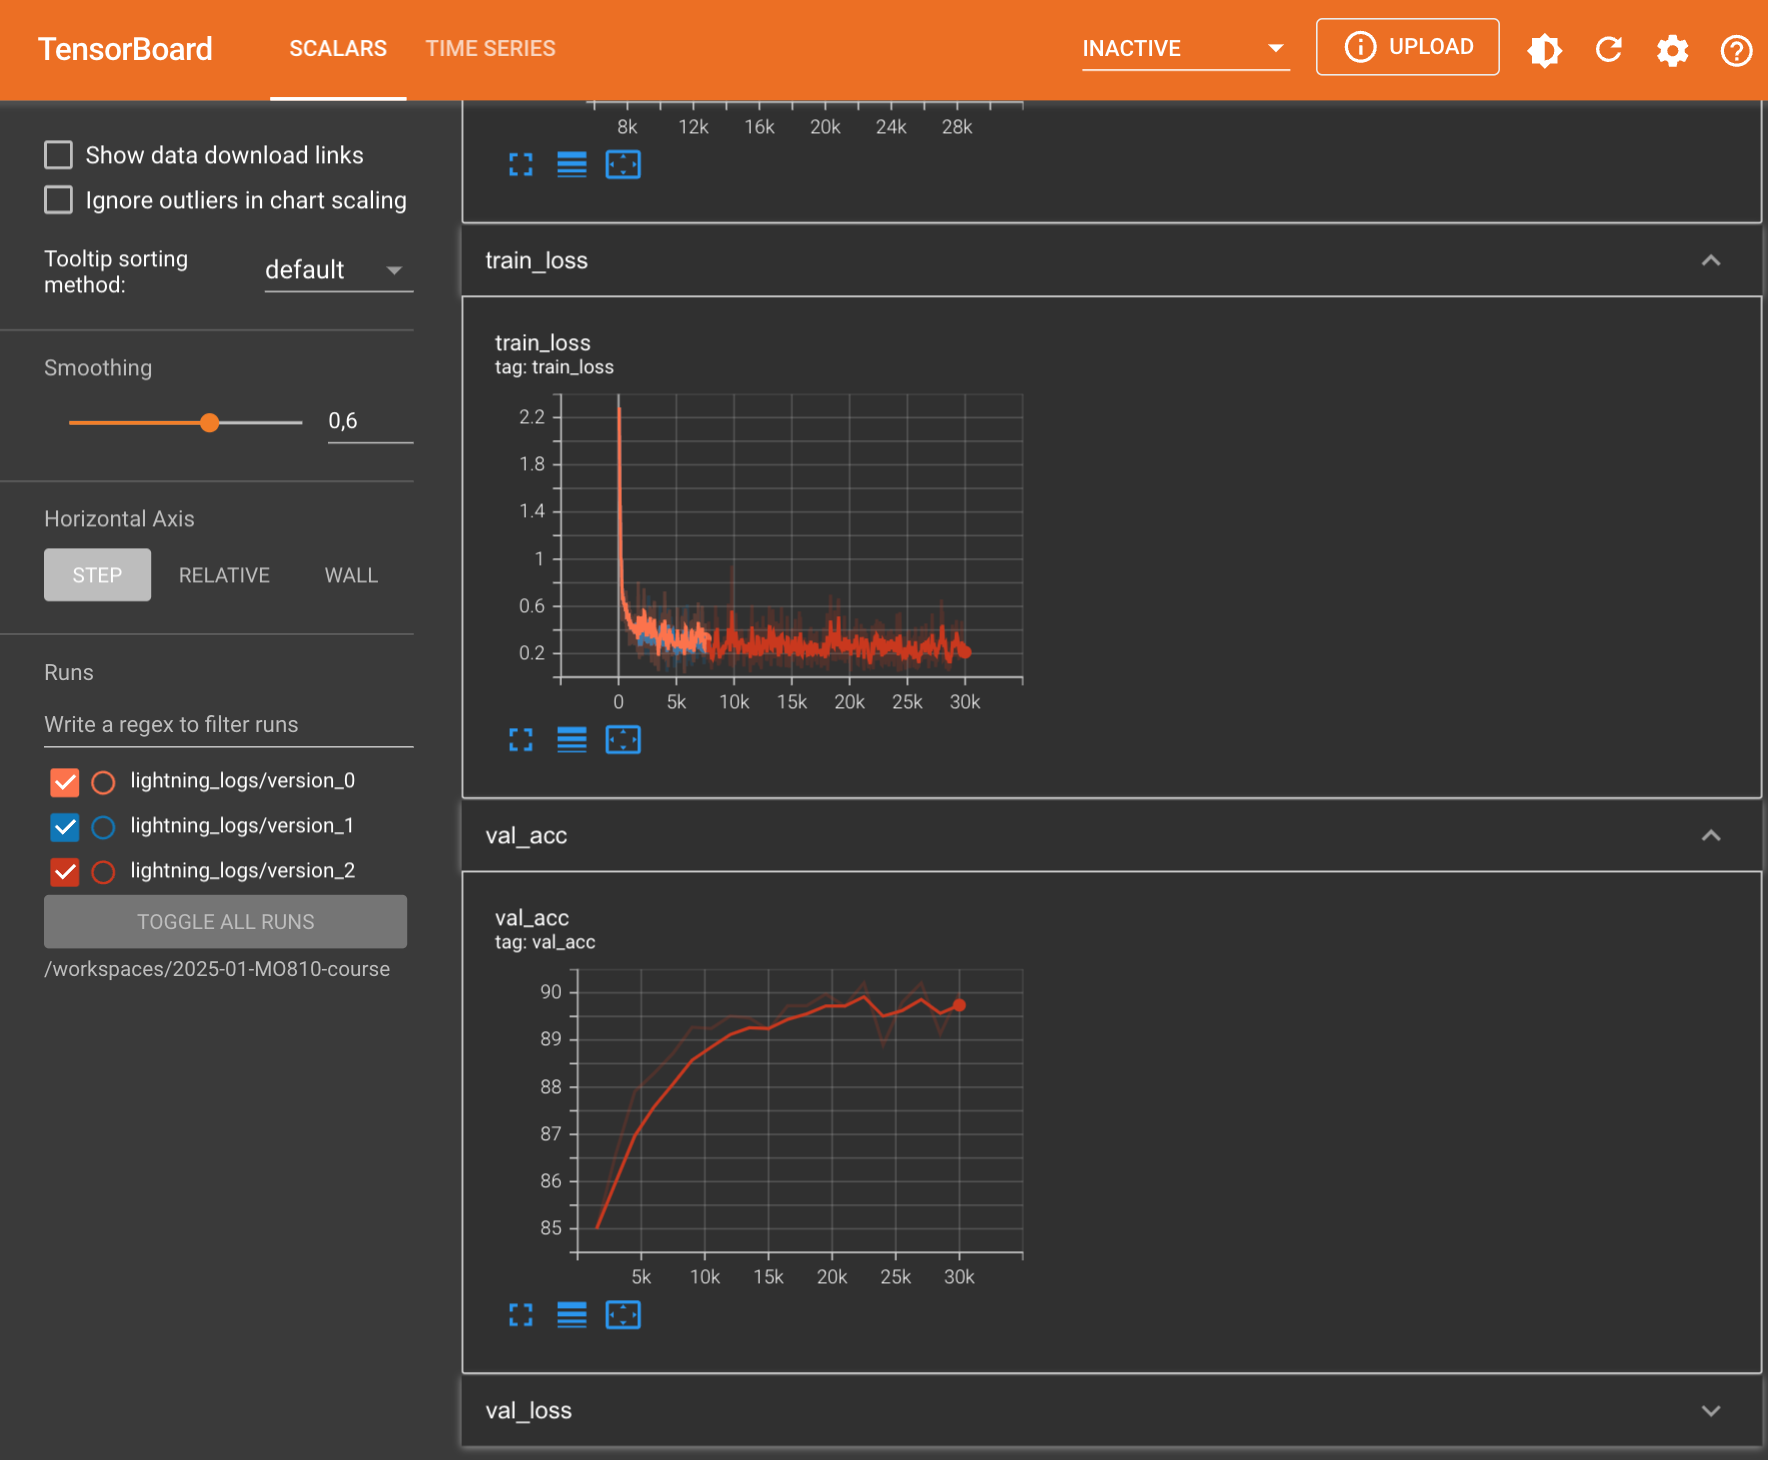 TensorBoard
SCALARS
TIME SERIES
INACTIVE
UPLOAD
Show data download links
Ignore outliers in chart scaling
Tooltip sorting
method:
default
Smoothing
0,6
Horizontal Axis
STEP
RELATIVE
WALL
Runs
Write a regex to filter runs
lightning_logs/version_0
lightning_logs/version_1
lightning_logs/version_2
TOGGLE ALL RUNS
/workspaces/2025-01-MO810-course
8k 12k 16k 20k 24k 28k
train_loss
train_loss
tag: train_loss
2.2
1.8
1.4
1
0.6
0.2
0 5k 10k 15k 20k 25k 30k
val_acc
val_acc
tag: val_acc
90
89
88
87
86
85
5k 10k 15k 20k 25k 30k
val_loss